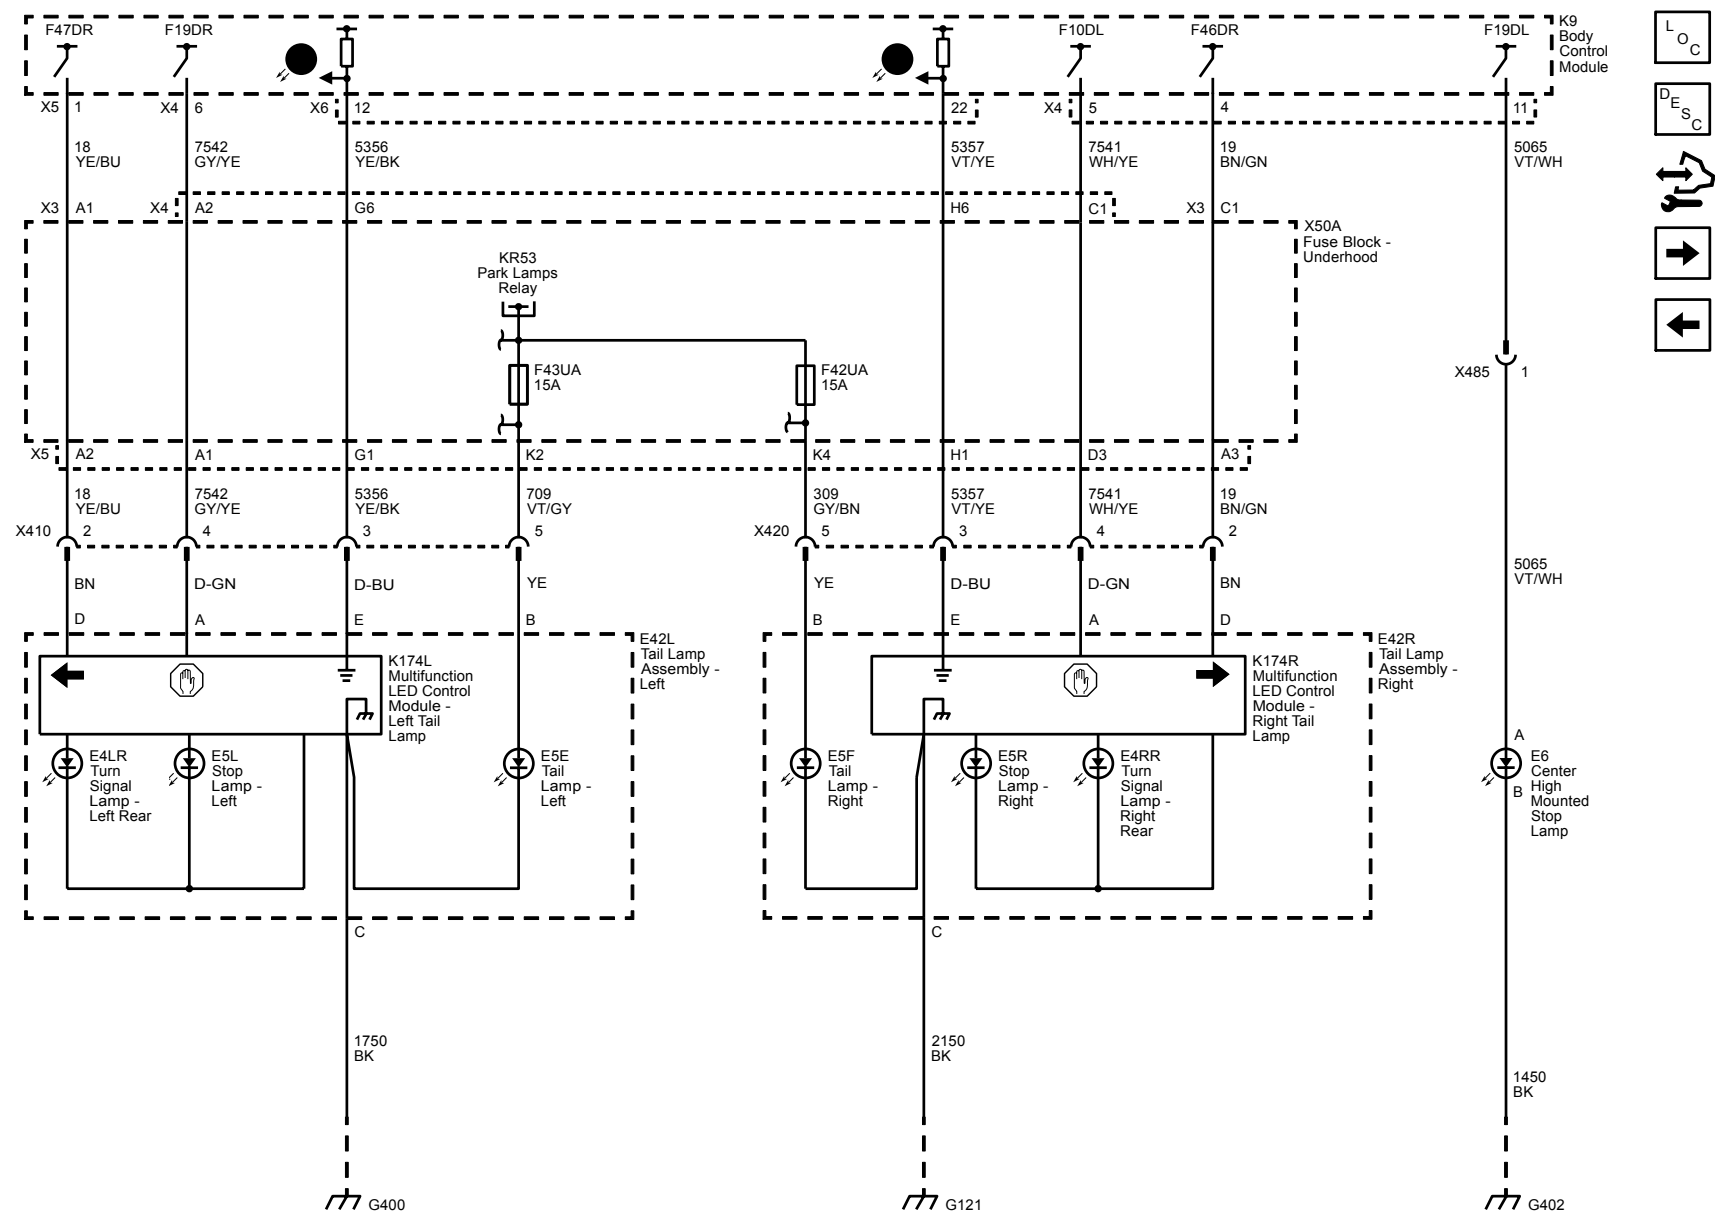 F47DR F19DR F10DL F46DR F19DL
K9
Body
Control
Module
L
O
C
D
E
S
C
X5 1 X4 6 X6 12 22 X4 5 4 11
18 7542 5356 5357 7541 19 5065
YE/BU GY/YE YE/BK VT/YE WH/YE BN/GN VT/WH
X3 A1 X4 A2 G6 H6 C1 X3 C1
X50A
Fuse Block -
Underhood
KR53
Park Lamps
Relay
F43UA
15A
F42UA
15A
X485 1
X5 A2 A1 G1 K2 K4 H1 D3 A3
18 7542 5356 709 309 5357 7541 19
YE/BU GY/YE YE/BK VT/GY GY/BN VT/YE WH/YE BN/GN
X410 2 4 3 5 X420 5 3 4 2
5065
VT/WH
BN D-GN D-BU YE YE D-BU D-GN BN
D A E B B E A D
E42L
Tail Lamp
Assembly -
Left
E42R
Tail Lamp
Assembly -
Right
K174L
Multifunction
LED Control
Module -
Left Tail
Lamp
K174R
Multifunction
LED Control
Module -
Right Tail
Lamp
E4LR
Turn
Signal
Lamp -
Left Rear
E5L
Stop
Lamp -
Left
E5E
Tail
Lamp -
Left
E5F
Tail
Lamp -
Right
E5R
Stop
Lamp -
Right
E4RR
Turn
Signal
Lamp -
Right
Rear
A
B
E6
Center
High
Mounted
Stop
Lamp
C C
1750
BK
2150
BK
1450
BK
G400 G121 G402